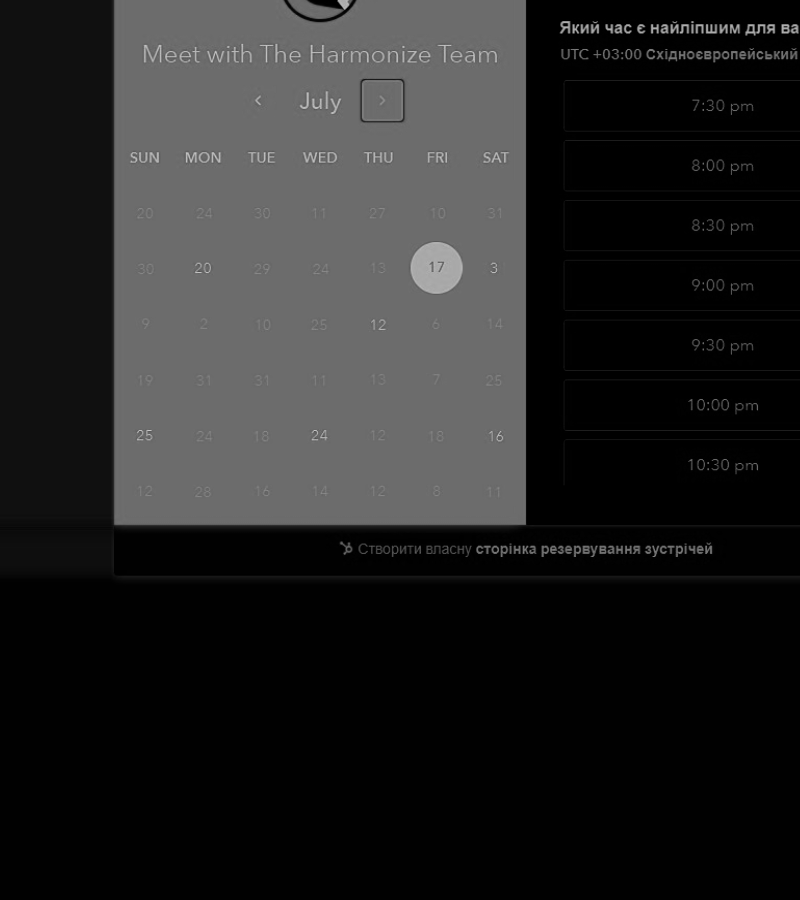 Meet with The Harmonize Team
July
SUN MON TUE WED THU FRI SAT
20 24 30 11 27 10 31
30 20 29 24 13 17 3
9 2 10 25 12 6 14
19 31 31 11 13 7 25
25 24 18 24 12 18 16
12 28 16 14 12 8 11
Який час є найліпшим для
UTC +03:00 Східноєвропейський
7:30 pm
8:00 pm
8:30 pm
9:00 pm
9:30 pm
10:00 pm
10:30 pm
Створити власну сторінка резервування зустрічей